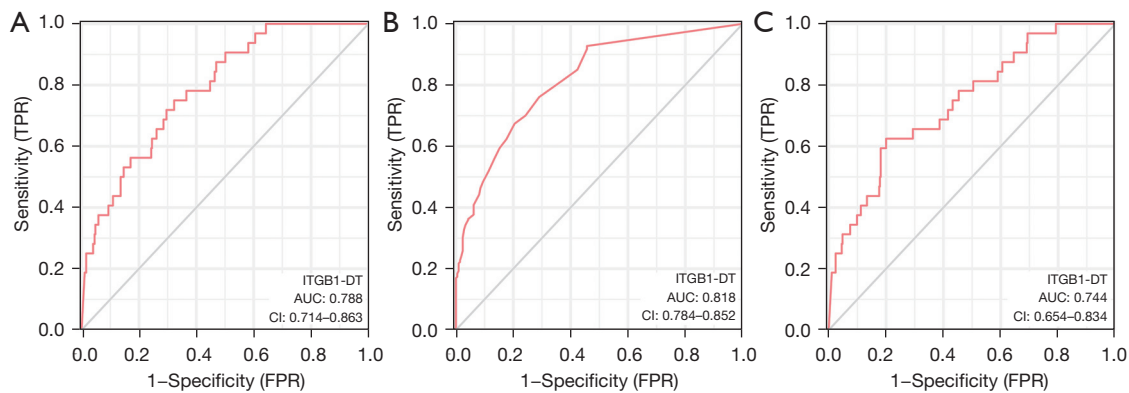 A
1.0
0.8
0.6
0.4
0.2
0.0
Sensitivity (TPR)
ITGB1-DT
AUC: 0.788
CI: 0.714–0.863
0.0 0.2 0.4 0.6 0.8 1.0
1–Specificity (FPR)
B
1.0
0.8
0.6
0.4
0.2
0.0
Sensitivity (TPR)
ITGB1-DT
AUC: 0.818
CI: 0.784–0.852
0.0 0.2 0.4 0.6 0.8 1.0
1–Specificity (FPR)
C
1.0
0.8
0.6
0.4
0.2
0.0
Sensitivity (TPR)
ITGB1-DT
AUC: 0.744
CI: 0.654–0.834
0.0 0.2 0.4 0.6 0.8 1.0
1–Specificity (FPR)